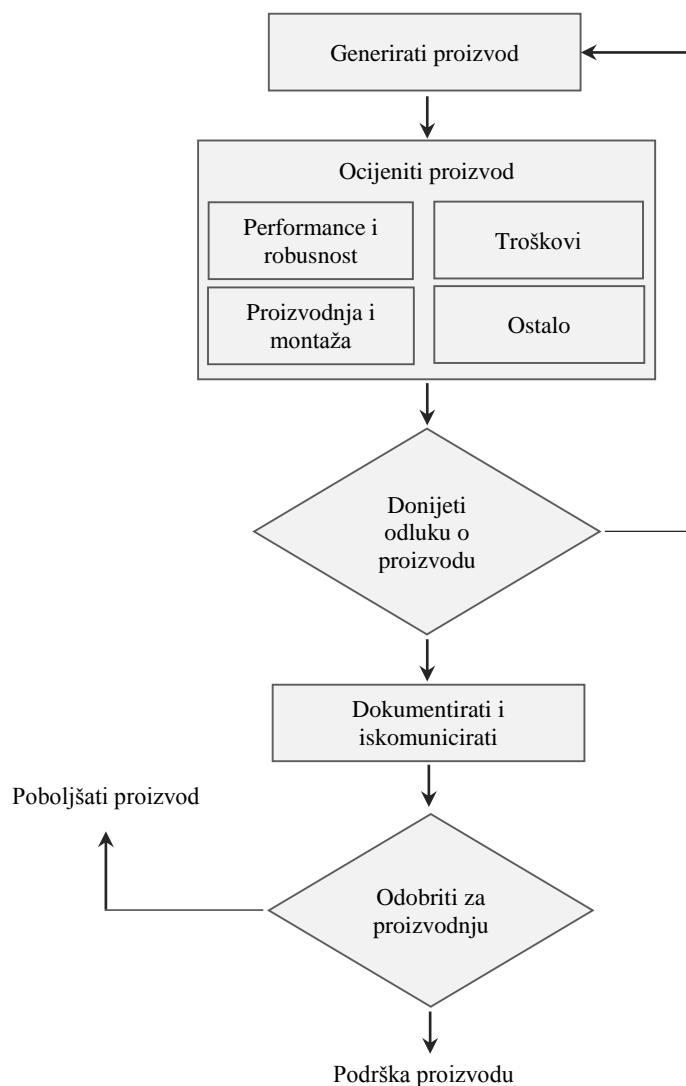 Generirati proizvod
Ocijeniti proizvod
Performance i
robusnost
Troškovi
Proizvodnja i
montaža
Ostalo
Donijeti
odluku o
proizvodu
Dokumentirati i
iskomunicirati
Poboljšati proizvod
Odobriti za
proizvodnju
Podrška proizvodu